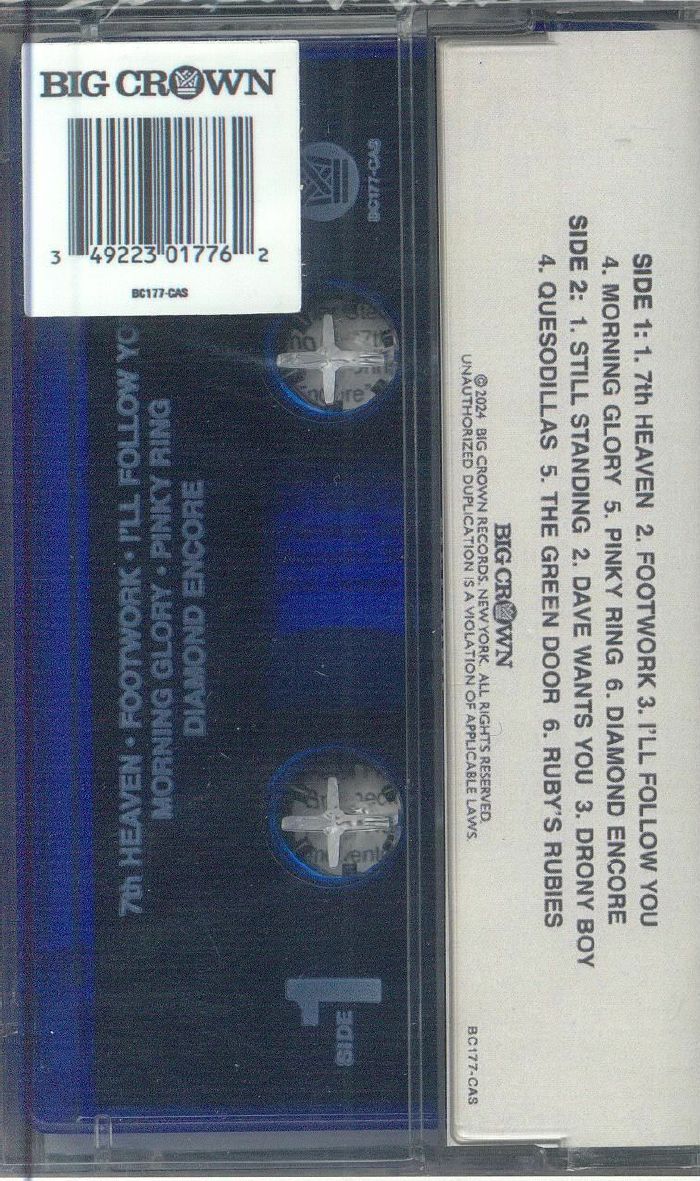 BIG CROWN
3 49223 01776 2
BC177-CAS
BC177-CAS
7th HEAVEN • FOOTWORK • I'LL FOLLOW YO
MORNING GLORY • PINKY RING
DIAMOND ENCORE
SIDE
1
SIDE 1: 1. 7th HEAVEN 2. FOOTWORK 3. I'LL FOLLOW YOU
4. MORNING GLORY 5. PINKY RING 6. DIAMOND ENCORE
SIDE 2: 1. STILL STANDING 2. DAVE WANTS YOU 3. DRONY BOY
4. QUESODILLAS 5. THE GREEN DOOR 6. RUBY'S RUBIES
BIG CROWN
© 2024 BIG CROWN RECORDS, NEW YORK. ALL RIGHTS RESERVED.
UNAUTHORIZED DUPLICATION IS A VIOLATION OF APPLICABLE LAWS.
BC177-CAS